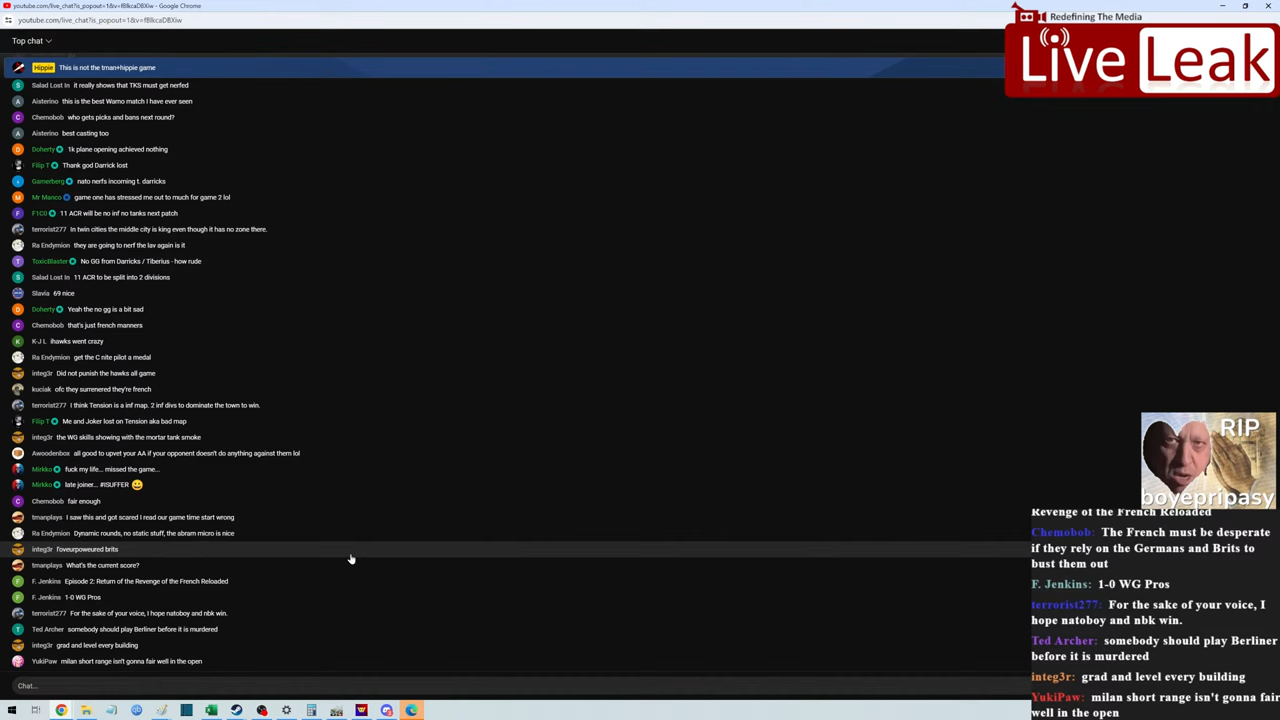 youtube.com/live_chat?is_popout=1&v=fBlkcaDBXiw - Google Chrome
youtube.com/live_chat?is_popout=1&v=fBlkcaDBXiw
Redefining The Media
Live Leak
Top chat
Hippie This is not the tman+hippie game
Salad Lost In it really shows that TKS must get nerfed
Aisterino this is the best Warno match I have ever seen
Chemobob who gets picks and bans next round?
Aisterino best casting too
Doherty 1k plane opening achieved nothing
Filip T Thank god Darrick lost
Gamerberg nato nerfs incoming t. darricks
Mr Manco game one has stressed me out to much for game 2 lol
F1C0 11 ACR will be no inf no tanks next patch
terrorist277 In twin cities the middle city is king even though it has no zone there.
Ra Endymion they are going to nerf the lav again is it
ToxicBlaster No GG from Darricks / Tiberius - how rude
Salad Lost In 11 ACR to be split into 2 divisions
Slavia 69 nice
Doherty Yeah the no gg is a bit sad
Chemobob that's just french manners
K-J L ihawks went crazy
Ra Endymion get the C nite pilot a medal
integ3r Did not punish the hawks all game
kuciak ofc they surrenered they're french
terrorist277 I think Tension is a inf map. 2 inf divs to dominate the town to win.
Filip T Me and Joker lost on Tension aka bad map
integ3r the WG skills showing with the mortar tank smoke
Awoodenbox all good to upvet your AA if your opponent doesn't do anything against them lol
Mirkko fuck my life... missed the game...
Mirkko late joiner... #ISUFFER
Chemobob fair enough
tmanplays I saw this and got scared I read our game time start wrong
Ra Endymion Dynamic rounds, no static stuff, the abram micro is nice
integ3r l'oveurpoweured brits
tmanplays What's the current score?
F. Jenkins Episode 2: Return of the Revenge of the French Reloaded
F. Jenkins 1-0 WG Pros
terrorist277 For the sake of your voice, I hope natoboy and nbk win.
Ted Archer somebody should play Berliner before it is murdered
integ3r grad and level every building
YukiPaw milan short range isn't gonna fair well in the open
Chat...
RIP
boyepripasy
Revenge of the French Reloaded
Chemobob: The French must be desperate
if they rely on the Germans and Brits to
bust them out
F. Jenkins: 1-0 WG Pros
terrorist277: For the sake of your voice, I
hope natoboy and nbk win.
Ted Archer: somebody should play Berliner
before it is murdered
integ3r: grad and level every building
YukiPaw: milan short range isn't gonna fair
well in the open